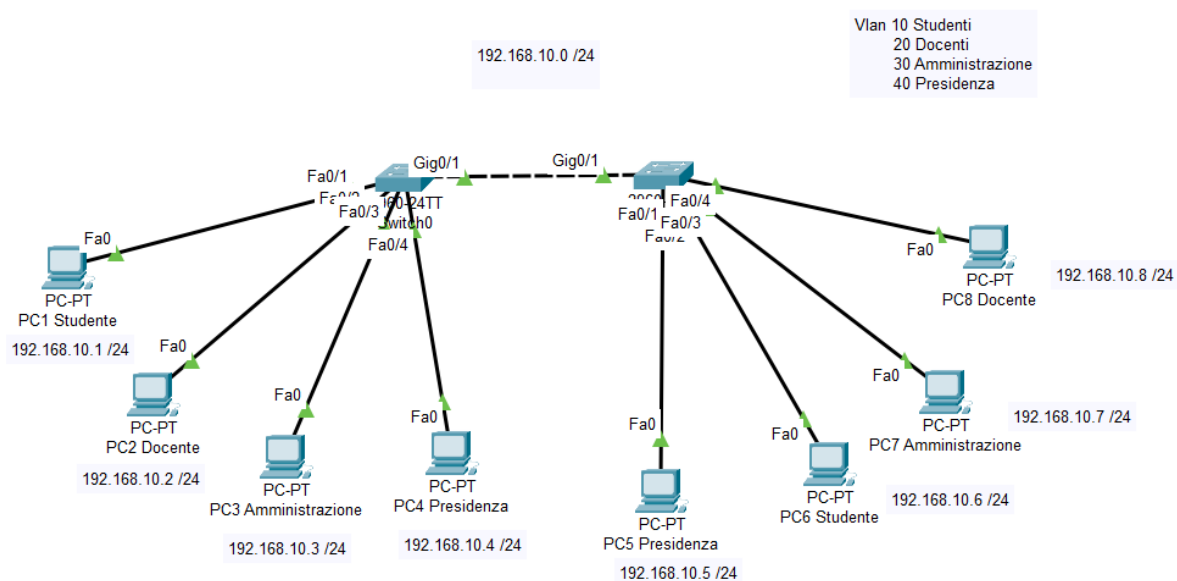 Vlan 10 Studenti
20 Docenti
30 Amministrazione
40 Presidenza
192.168.10.0 /24
Gig0/1
Gig0/1
Fa0/1
Fa0/3
Fa0/4
Fa0/1
Fa0/4
Fa0/3
Fa0
PC-PT
PC1 Studente
192.168.10.1 /24
Fa0
PC-PT
PC2 Docente
192.168.10.2 /24
Fa0
PC-PT
PC3 Amministrazione
192.168.10.3 /24
Fa0
PC-PT
PC4 Presidenza
192.168.10.4 /24
Fa0
PC-PT
PC5 Presidenza
192.168.10.5 /24
Fa0
PC-PT
PC6 Studente
192.168.10.6 /24
Fa0
PC-PT
PC7 Amministrazione
192.168.10.7 /24
Fa0
PC-PT
PC8 Docente
192.168.10.8 /24